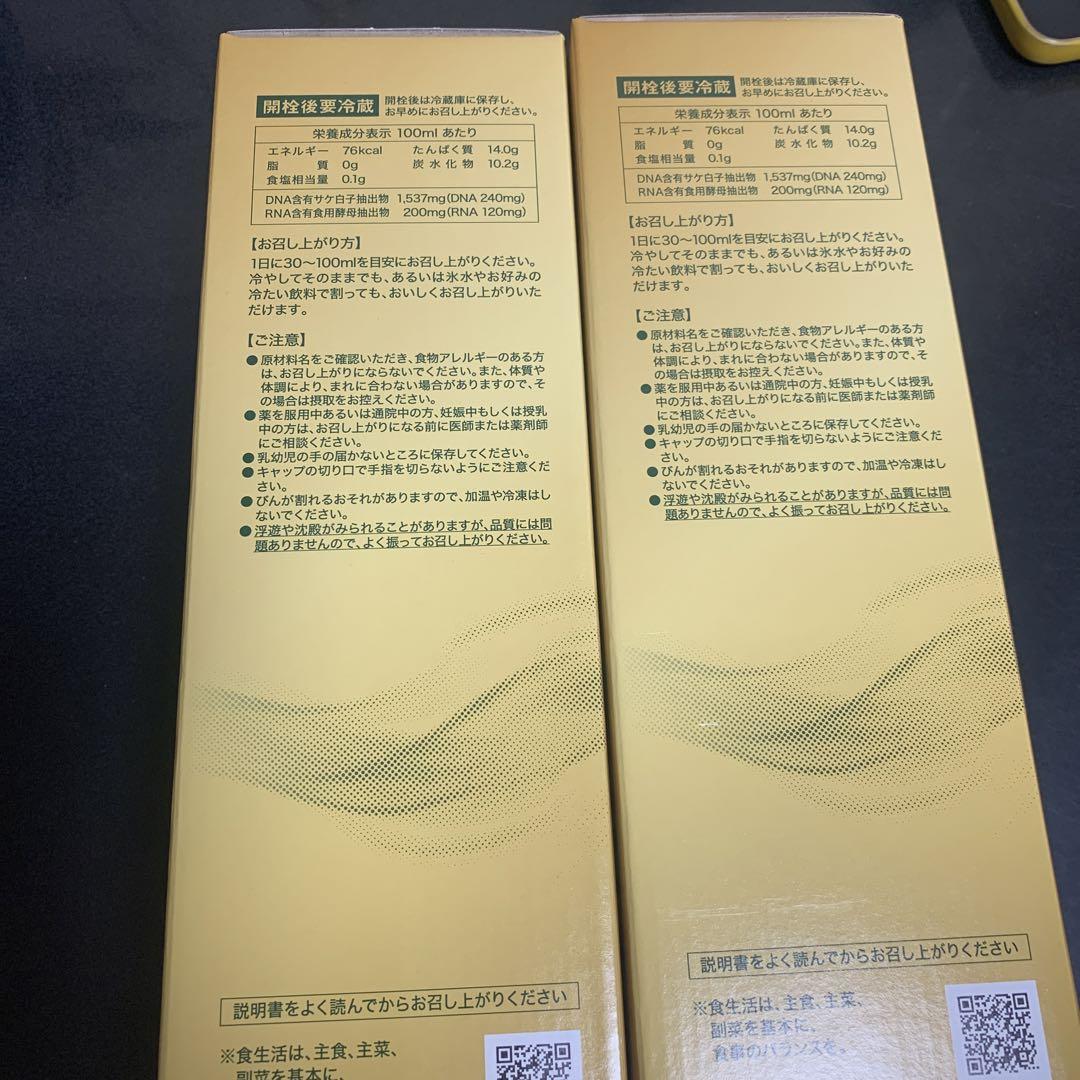 開栓後要冷蔵 開栓後は冷蔵庫に保存し、
お早めにお召し上がりください。
栄養成分表示 100ml あたり
エネルギー 76kcal たんぱく質 14.0g
脂質 0g 炭水化物 10.2g
食塩相当量 0.1g
DNA含有サケ白子抽出物 1,537mg(DNA 240mg)
RNA含有食用酵母抽出物 200mg(RNA 120mg)
【お召し上がり方】
1日に30〜100mlを目安にお召し上がりください。
冷やしてそのままでも、あるいは氷水やお好みの
冷たい飲料で割っても、おいしくお召し上がりいた
だけます。
【ご注意】
●原材料名をご確認いただき、食物アレルギーのある方
は、お召し上がりにならないでください。また、体質や
体調により、まれに合わない場合がありますので、そ
の場合は摂取をお控えください。
●薬を服用中あるいは通院中の方、妊娠中もしくは授乳
中の方は、お召し上がりになる前に医師または薬剤師
にご相談ください。
●乳幼児の手の届かないところに保存してください。
●キャップの切り口で手指を切らないようにご注意くだ
さい。
●びんが割れるおそれがありますので、加温や冷凍はし
ないでください。
●浮遊や沈殿がみられることがありますが、品質には問
題ありませんので、よく振ってお召し上がりください。
説明書をよく読んでからお召し上がりください
※食生活は、主食、主菜、
副菜を基本に、
開栓後要冷蔵 開栓後は冷蔵庫に保存し、
お早めにお召し上がりください。
栄養成分表示 100ml あたり
エネルギー 76kcal たんぱく質 14.0g
脂質 0g 炭水化物 10.2g
食塩相当量 0.1g
DNA含有サケ白子抽出物 1,537mg(DNA 240mg)
RNA含有食用酵母抽出物 200mg(RNA 120mg)
【お召し上がり方】
1日に30〜100mlを目安にお召し上がりください。
冷やしてそのままでも、あるいは氷水やお好みの
冷たい飲料で割っても、おいしくお召し上がりいた
だけます。
【ご注意】
●原材料名をご確認いただき、食物アレルギーのある方
は、お召し上がりにならないでください。また、体質や
体調により、まれに合わない場合がありますので、そ
の場合は摂取をお控えください。
●薬を服用中あるいは通院中の方、妊娠中もしくは授乳
中の方は、お召し上がりになる前に医師または薬剤師
にご相談ください。
●乳幼児の手の届かないところに保存してください。
●キャップの切り口で手指を切らないようにご注意くだ
さい。
●びんが割れるおそれがありますので、加温や冷凍はし
ないでください。
●浮遊や沈殿がみられることがありますが、品質には問
題ありませんので、よく振ってお召し上がりください。
説明書をよく読んでからお召し上がりください
※食生活は、主食、主菜、
副菜を基本に、
食事のバランスを。